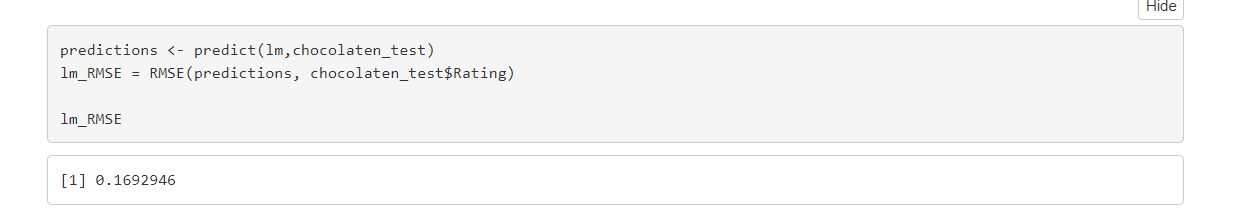 Hide
predictions <- predict(lm,chocolaten_test)
lm_RMSE = RMSE(predictions, chocolaten_test$Rating)
lm_RMSE
[1] 0.1692946